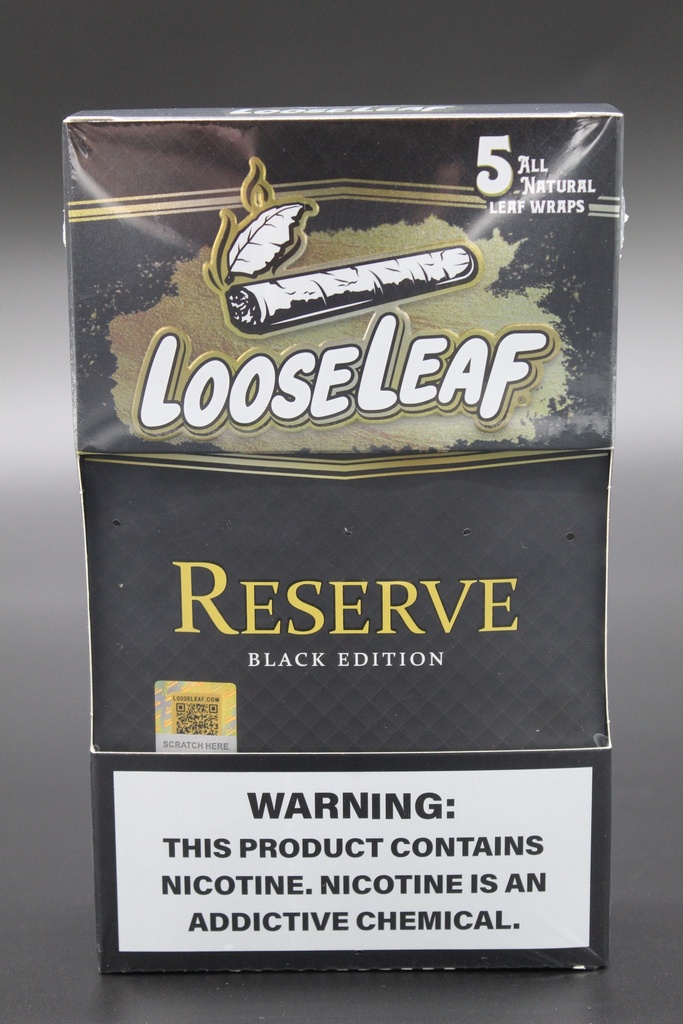 LOOSELEAF
5 ALL
NATURAL
LEAF WRAPS
LOOSELEAF®
RESERVE
BLACK EDITION
LOOSELEAF.COM
SCRATCH HERE
WARNING:
THIS PRODUCT CONTAINS
NICOTINE. NICOTINE IS AN
ADDICTIVE CHEMICAL.